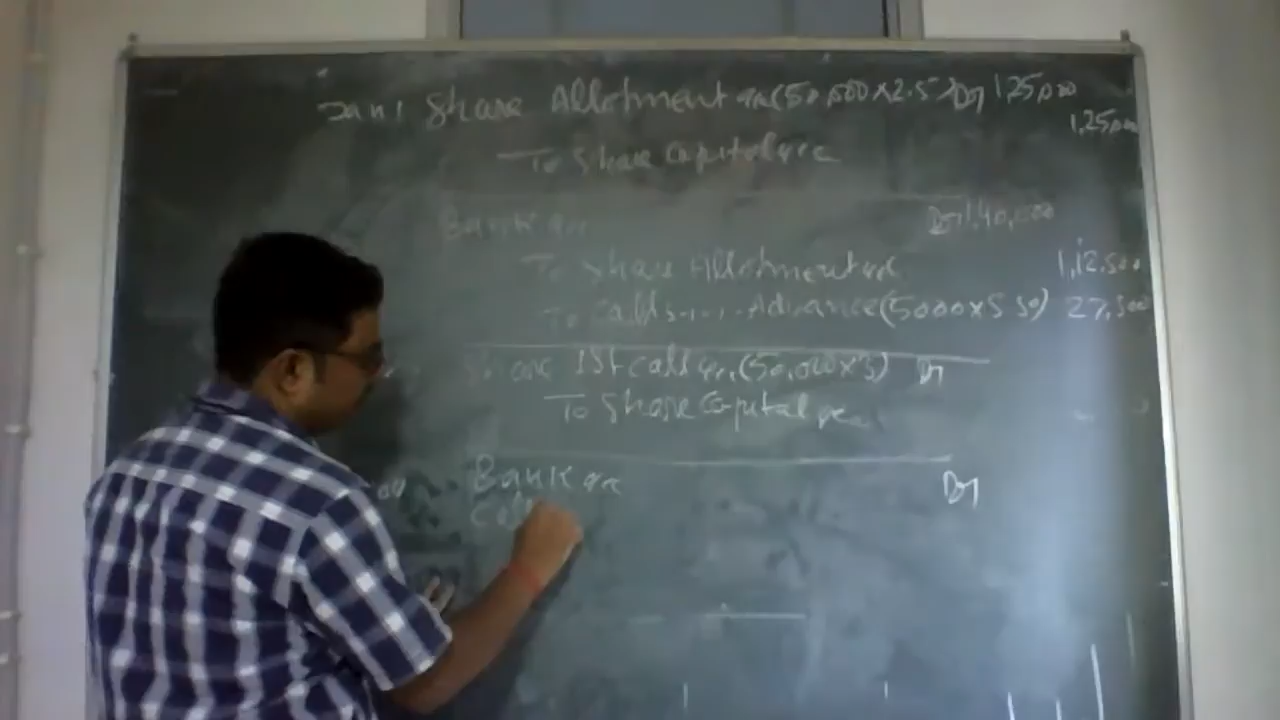 Jan 1 Share Allotment a/c (50,000×2.5) Dr 1,25,000
1,25,000
To Share Capital a/c
Bank a/c Dr 1,40,000
To Share Allotment a/c 1,12,500
To Calls Advance (5000×5.50) 27,500
Share 1st call a/c (50,000×3) Dr
To Share Capital a/c
Bank a/c Dr